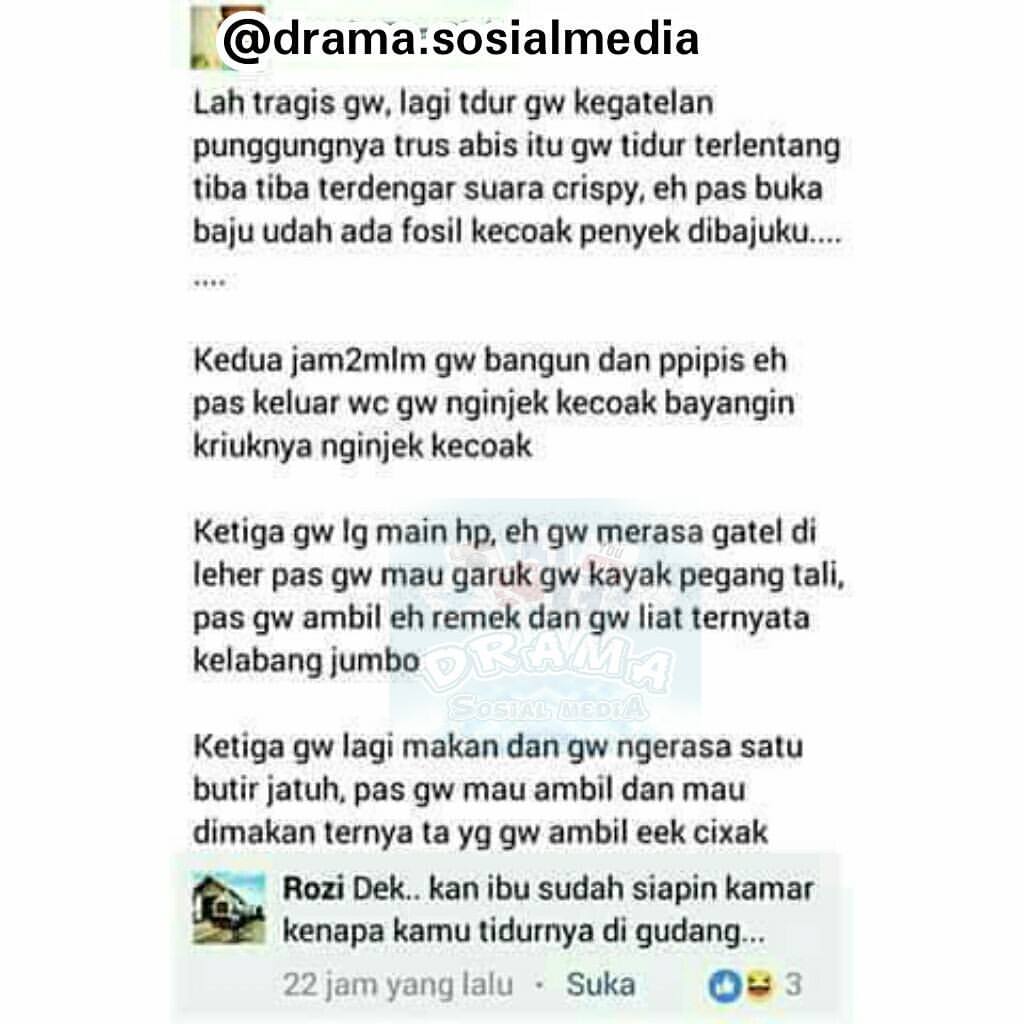 @drama.sosialmedia
Lah tragis gw, lagi tdur gw kegatelan
punggungnya trus abis itu gw tidur terlentang
tiba tiba terdengar suara crispy, eh pas buka
baju udah ada fosil kecoak penyek dibajuku....
....
Kedua jam2mlm gw bangun dan ppipis eh
pas keluar wc gw nginjek kecoak bayangin
kriuknya nginjek kecoak
Ketiga gw lg main hp, eh gw merasa gatel di
leher pas gw mau garuk gw kayak pegang tali,
pas gw ambil eh remek dan gw liat ternyata
kelabang jumbo
YOU
DRAMA
SOSIAL MEDIA
Ketiga gw lagi makan dan gw ngerasa satu
butir jatuh, pas gw mau ambil dan mau
dimakan ternya ta yg gw ambil eek cixak
Rozi Dek.. kan ibu sudah siapin kamar
kenapa kamu tidurnya di gudang...
22 jam yang lalu · Suka 3